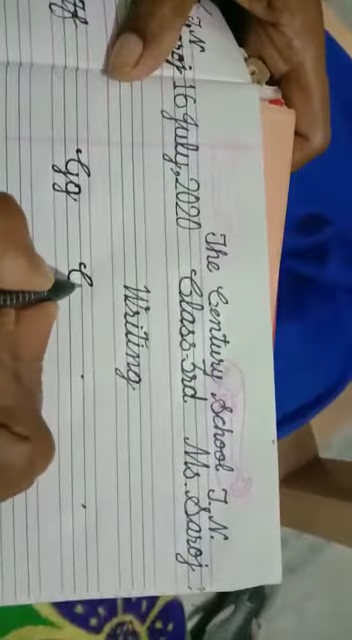 The Century School T.N.
16 July, 2020 Class-3rd Ms. Saroj
Writing
Gg
T.N